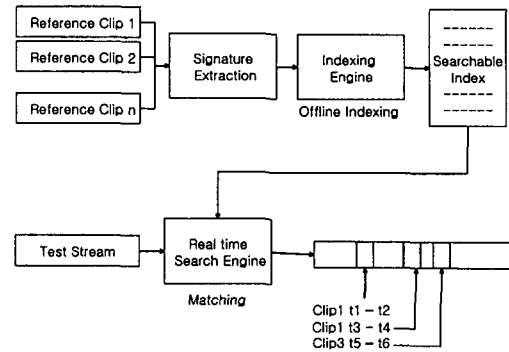 Reference Clip 1
Reference Clip 2
Reference Clip n
Signature
Extraction
Indexing
Engine
Offline Indexing
Searchable
Index
Test Stream
Real time
Search Engine
Matching
Clip1 t1 – t2
Clip1 t3 – t4
Clip3 t5 – t6